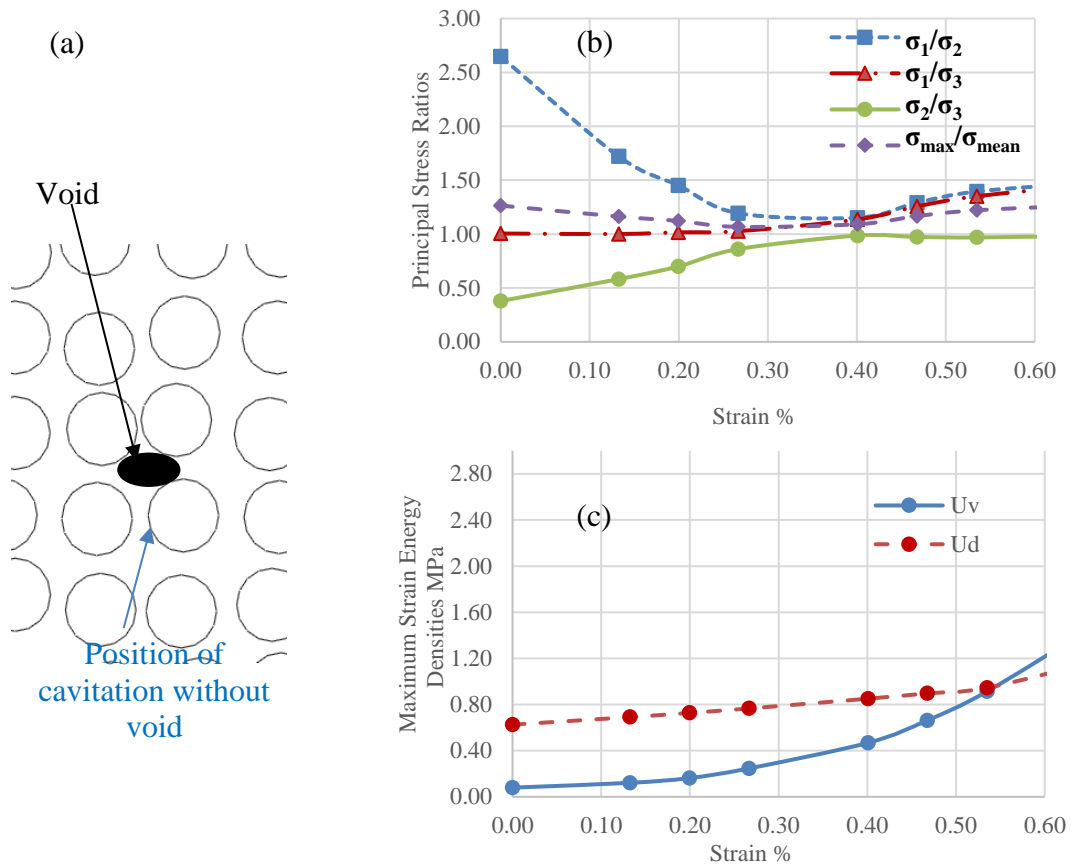 (a)
Void
Position of
cavitation without
void
(b)
σ1/σ2
σ1/σ3
σ2/σ3
σmax/σmean
Principal Stress Ratios
3.00
2.50
2.00
1.50
1.00
0.50
0.00
0.00 0.10 0.20 0.30 0.40 0.50 0.60
Strain %
(c)
Uv
Ud
Maximum Strain Energy
Densities MPa
2.80
2.40
2.00
1.60
1.20
0.80
0.40
0.00
0.00 0.10 0.20 0.30 0.40 0.50 0.60
Strain %